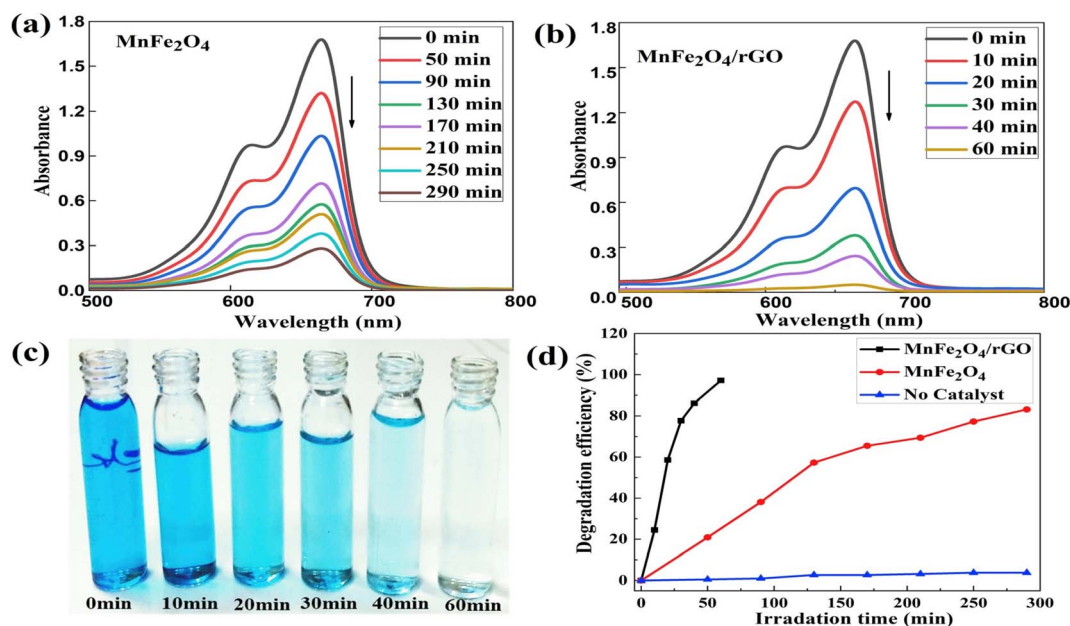 (a)
MnFe₂O₄
0 min
50 min
90 min
130 min
170 min
210 min
250 min
290 min
1.8
1.5
1.2
0.9
0.6
0.3
0.0
Absorbance
500 600 700 800
Wavelength (nm)
(b)
MnFe₂O₄/rGO
0 min
10 min
20 min
30 min
40 min
60 min
1.8
1.5
1.2
0.9
0.6
0.3
0.0
Absorbance
500 600 700 800
Wavelength (nm)
(c)
0min 10min 20min 30min 40min 60min
(d)
MnFe₂O₄/rGO
MnFe₂O₄
No Catalyst
120
100
80
60
40
20
0
Degradation efficiency (%)
0 50 100 150 200 250 300
Irradation time (min)